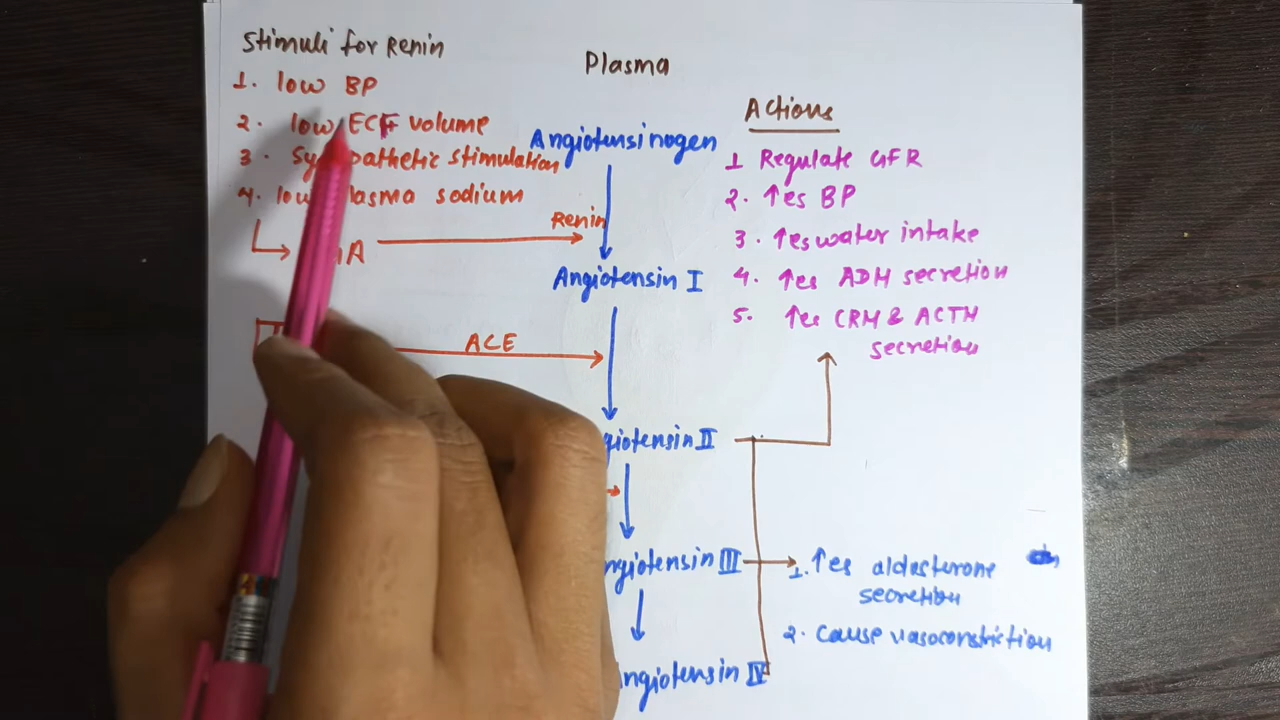 Stimuli for Renin
1. low BP
2. low ECF volume
3. Sympathetic stimulation
4. low plasma sodium
Plasma
Angiotensinogen
Renin
Angiotensin I
ACE
Angiotensin II
Angiotensin III
Angiotensin IV
Actions
1 Regulate GFR
2. ↑es BP
3. ↑es water intake
4. ↑es ADH secretion
5. ↑es CRH & ACTH
secretion
1. ↑es aldesterone
secretion
2. Cause vasoconstriction